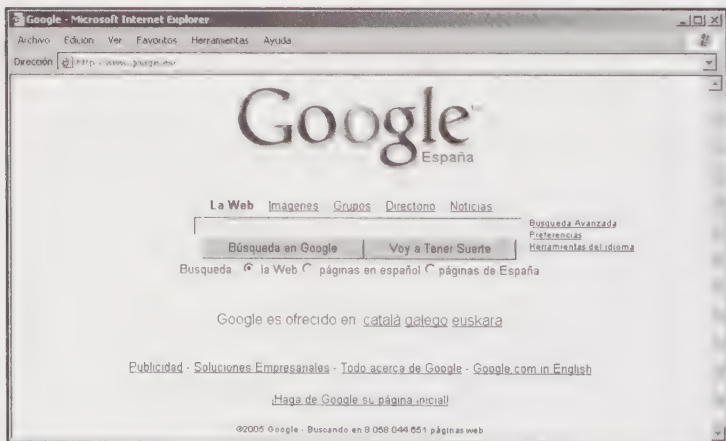 Google - Microsoft Internet Explorer
Archivo Edición Ver Favoritos Herramientas Ayuda
Dirección
Google
España
La Web Imágenes Grupos Directorio Noticias
Búsqueda Avanzada
Preferencias
Herramientas del idioma
Búsqueda en Google Voy a Tener Suerte
Búsqueda: la Web páginas en español páginas de España
Google es ofrecido en: català galego euskara
Publicidad - Soluciones Empresariales - Todo acerca de Google - Google.com in English
¡Haga de Google su página inicial!
©2005 Google - Buscando en 8 058 044 651 páginas web